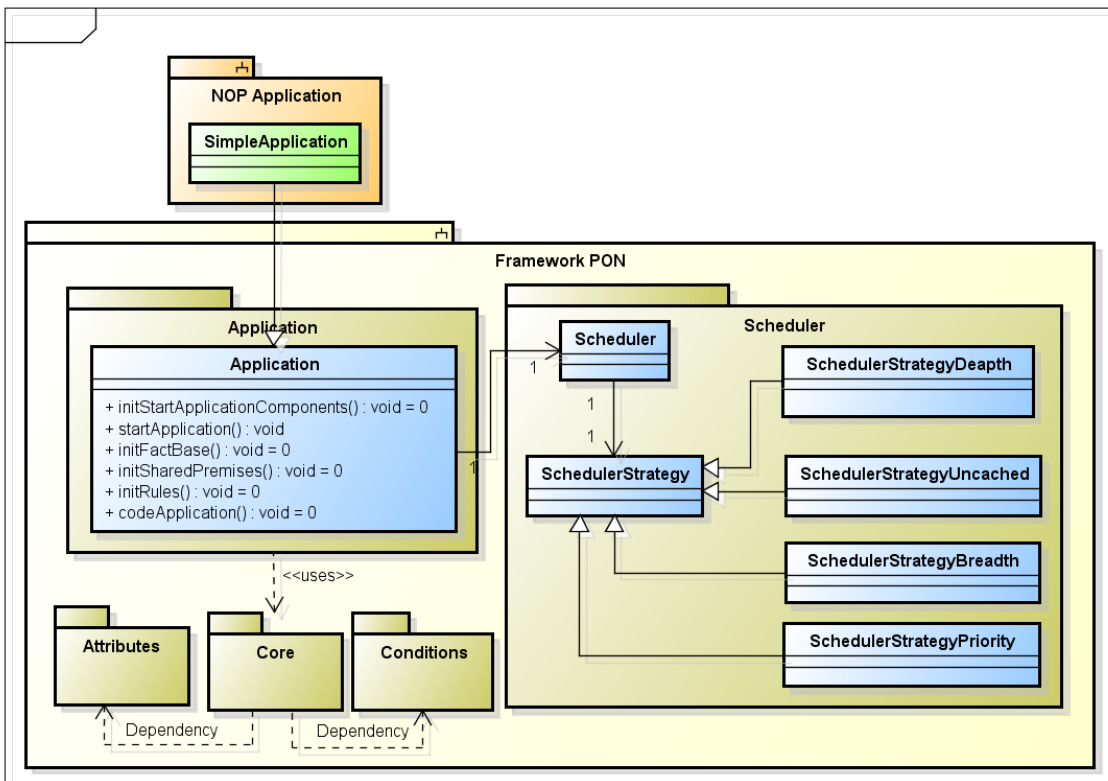 NOP Application
SimpleApplication
Framework PON
Application
Application
+ initStartApplicationComponents() : void = 0
+ startApplication() : void
+ initFactBase() : void = 0
+ initSharedPremises() : void = 0
+ initRules() : void = 0
+ codeApplication() : void = 0
1
1
Scheduler
Scheduler
1
1
SchedulerStrategy
SchedulerStrategyDeapth
SchedulerStrategyUncached
SchedulerStrategyBreadth
SchedulerStrategyPriority
<<uses>>
Attributes
Core
Conditions
Dependency
Dependency